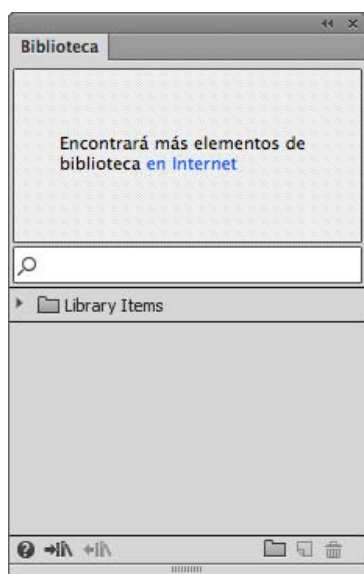 Biblioteca
Encontrará más elementos de
biblioteca en Internet
Library Items